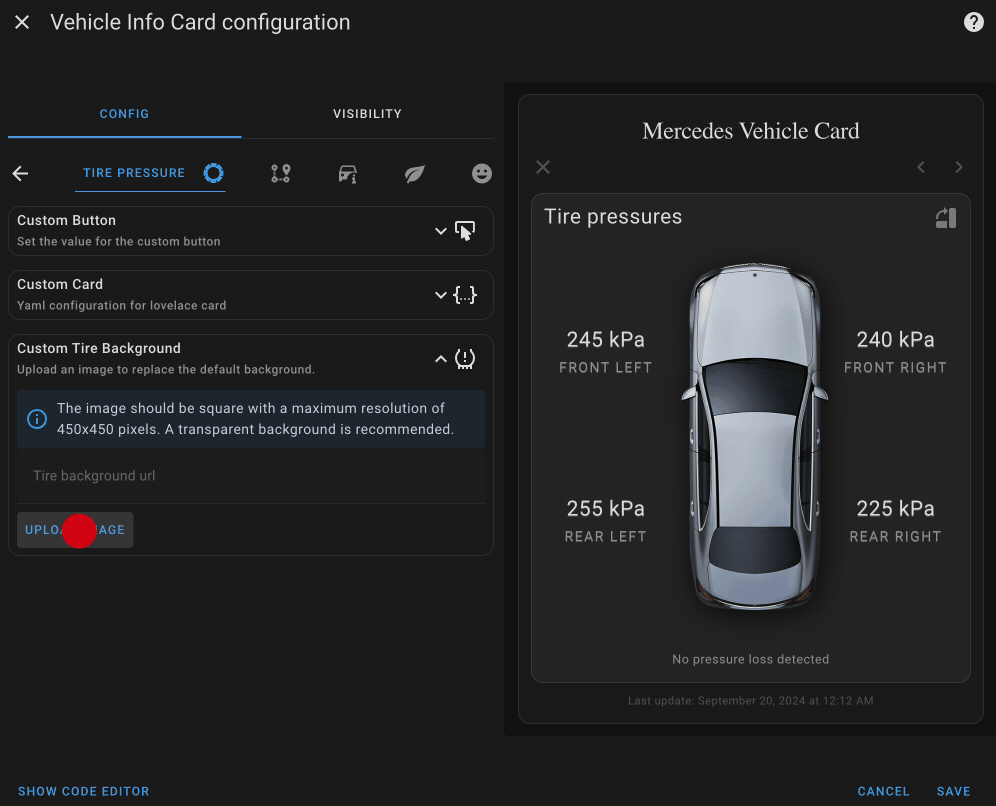 Vehicle Info Card configuration
CONFIG
VISIBILITY
TIRE PRESSURE
Custom Button
Set the value for the custom button
Custom Card
Yaml configuration for lovelace card
Custom Tire Background
Upload an image to replace the default background.
The image should be square with a maximum resolution of
450x450 pixels. A transparent background is recommended.
Tire background url
SHOW CODE EDITOR
Mercedes Vehicle Card
Tire pressures
245 kPa
FRONT LEFT
240 kPa
FRONT RIGHT
255 kPa
REAR LEFT
225 kPa
REAR RIGHT
No pressure loss detected
Last update: September 20, 2024 at 12:12 AM
CANCEL
SAVE